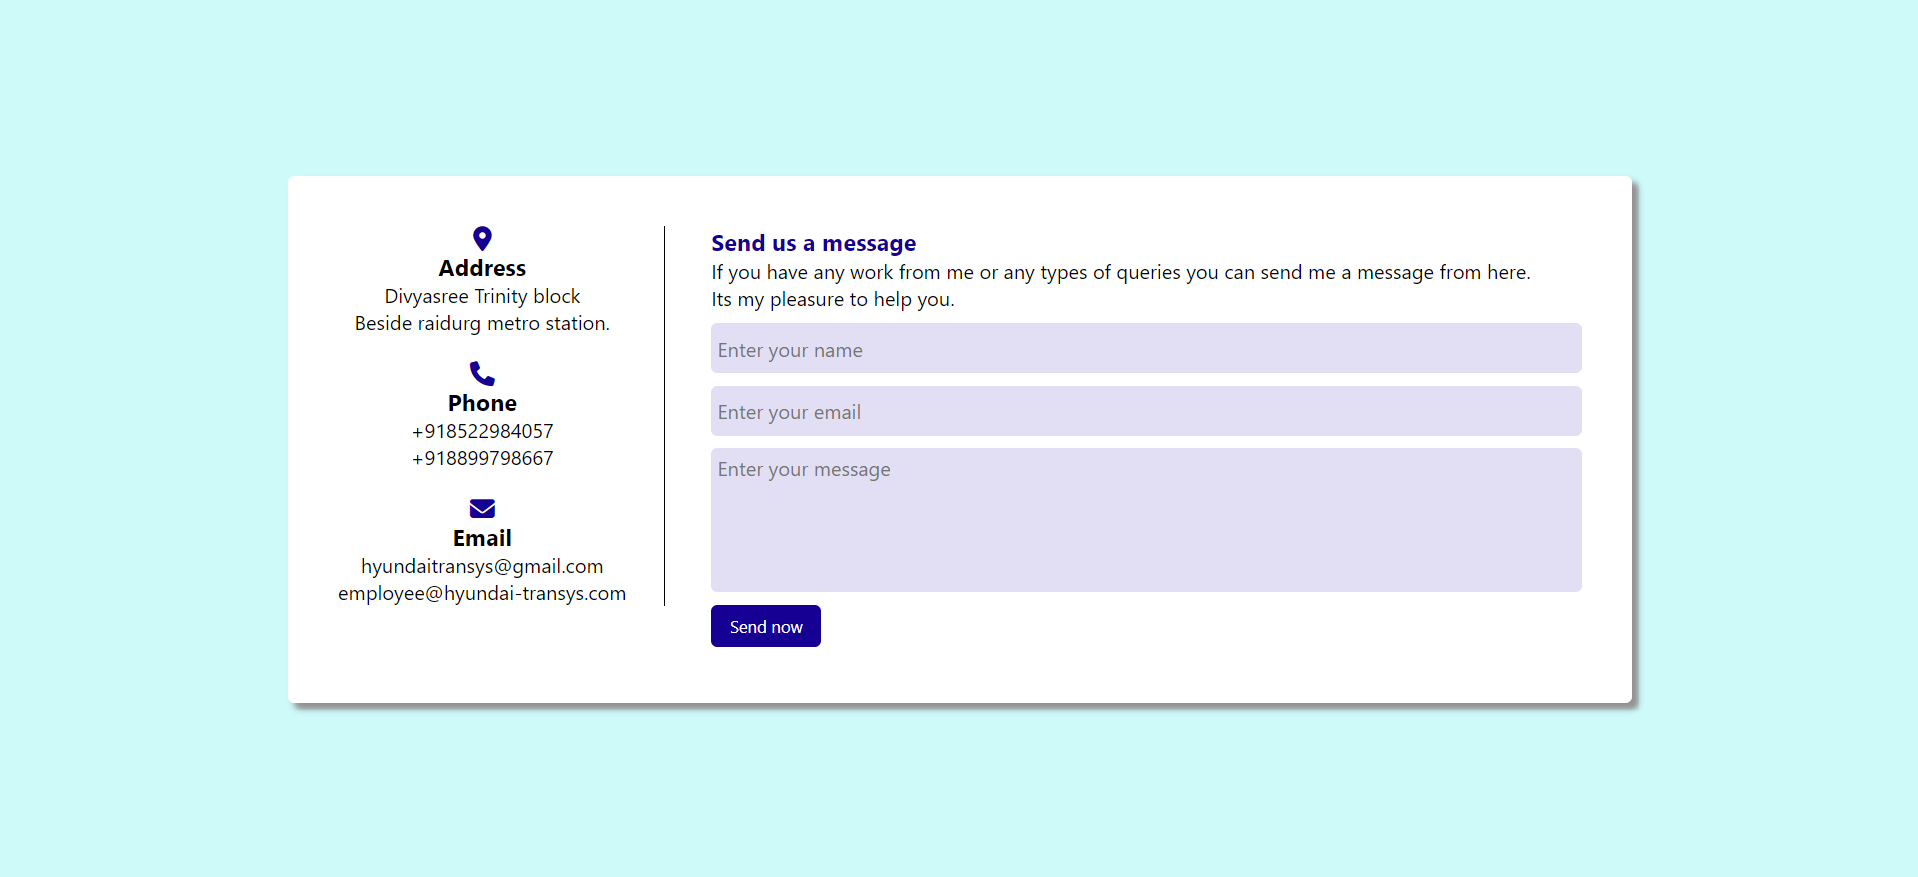 Address
Divyasree Trinity block
Beside raidurg metro station.
Phone
+918522984057
+918899798667
Email
hyundaitransys@gmail.com
employee@hyundai-transys.com
Send us a message
If you have any work from me or any types of queries you can send me a message from here.
Its my pleasure to help you.
Enter your name
Enter your email
Enter your message
Send now